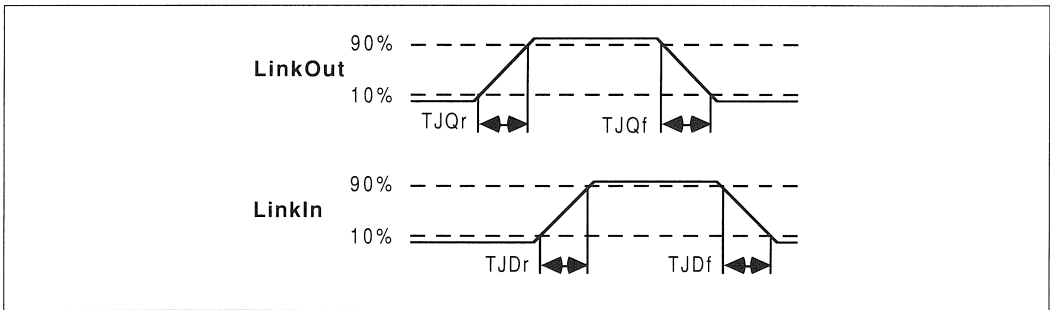 90%
LinkOut
10%
TJQr TJQf
90%
LinkIn
10%
TJDr TJDf